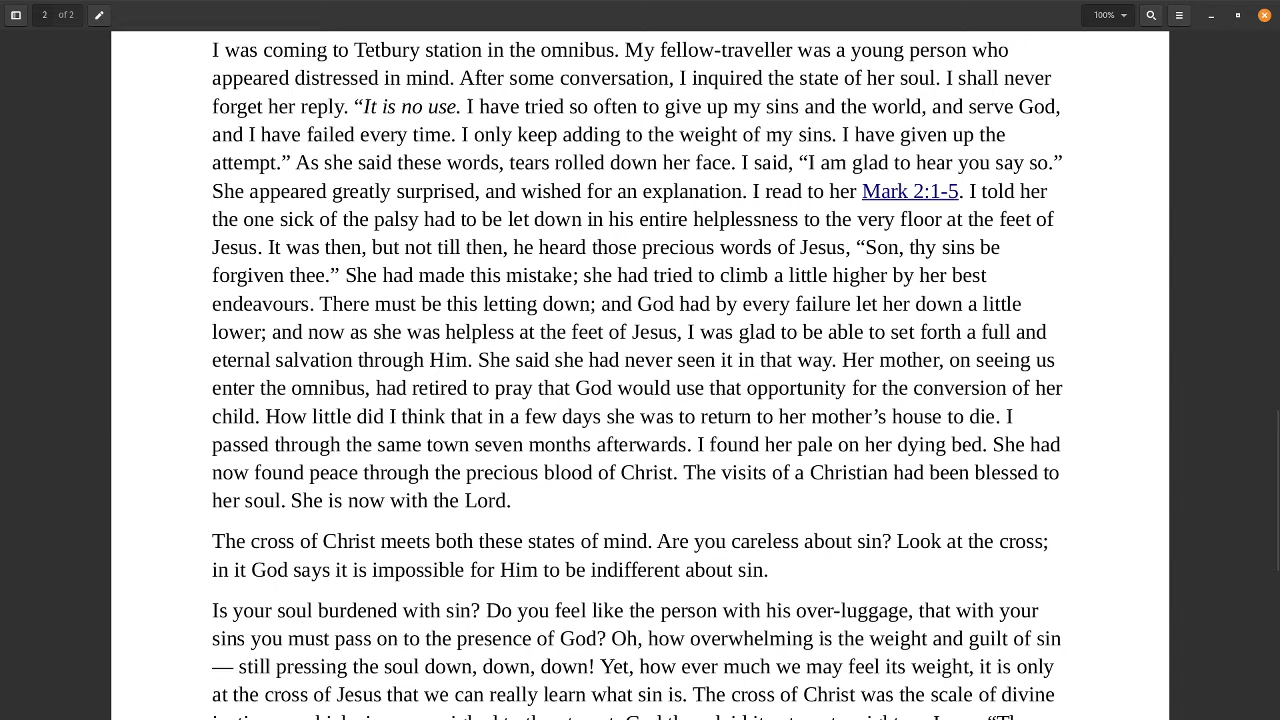 2 of 2
100%
I was coming to Tetbury station in the omnibus. My fellow-traveller was a young person who
appeared distressed in mind. After some conversation, I inquired the state of her soul. I shall never
forget her reply. “It is no use. I have tried so often to give up my sins and the world, and serve God,
and I have failed every time. I only keep adding to the weight of my sins. I have given up the
attempt.” As she said these words, tears rolled down her face. I said, “I am glad to hear you say so.”
She appeared greatly surprised, and wished for an explanation. I read to her Mark 2:1-5. I told her
the one sick of the palsy had to be let down in his entire helplessness to the very floor at the feet of
Jesus. It was then, but not till then, he heard those precious words of Jesus, “Son, thy sins be
forgiven thee.” She had made this mistake; she had tried to climb a little higher by her best
endeavours. There must be this letting down; and God had by every failure let her down a little
lower; and now as she was helpless at the feet of Jesus, I was glad to be able to set forth a full and
eternal salvation through Him. She said she had never seen it in that way. Her mother, on seeing us
enter the omnibus, had retired to pray that God would use that opportunity for the conversion of her
child. How little did I think that in a few days she was to return to her mother’s house to die. I
passed through the same town seven months afterwards. I found her pale on her dying bed. She had
now found peace through the precious blood of Christ. The visits of a Christian had been blessed to
her soul. She is now with the Lord.
The cross of Christ meets both these states of mind. Are you careless about sin? Look at the cross;
in it God says it is impossible for Him to be indifferent about sin.
Is your soul burdened with sin? Do you feel like the person with his over-luggage, that with your
sins you must pass on to the presence of God? Oh, how overwhelming is the weight and guilt of sin
— still pressing the soul down, down, down! Yet, how ever much we may feel its weight, it is only
at the cross of Jesus that we can really learn what sin is. The cross of Christ was the scale of divine